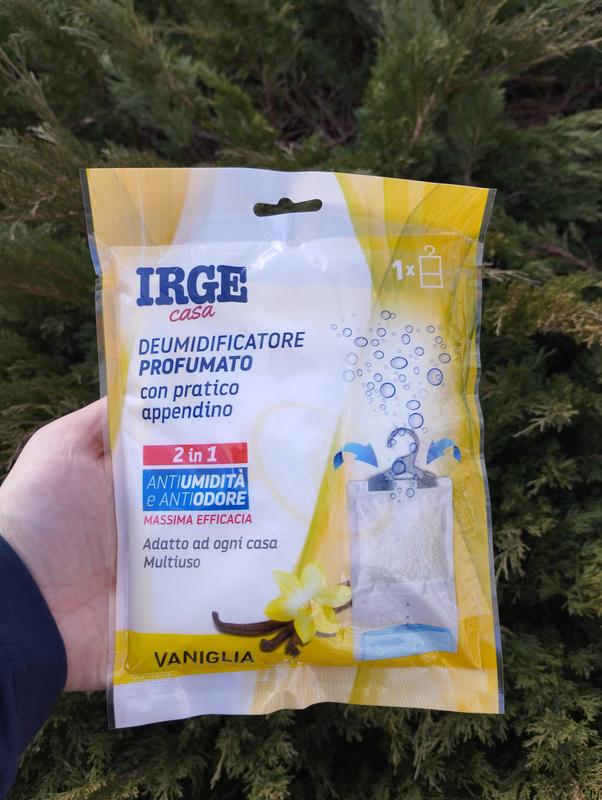 IRGE
casa
1x
DEUMIDIFICATORE
PROFUMATO
con pratico
appendino
2 in 1
ANTIUMIDITÀ
e ANTIODORE
MASSIMA EFFICACIA
Adatto ad ogni casa
Multiuso
VANIGLIA